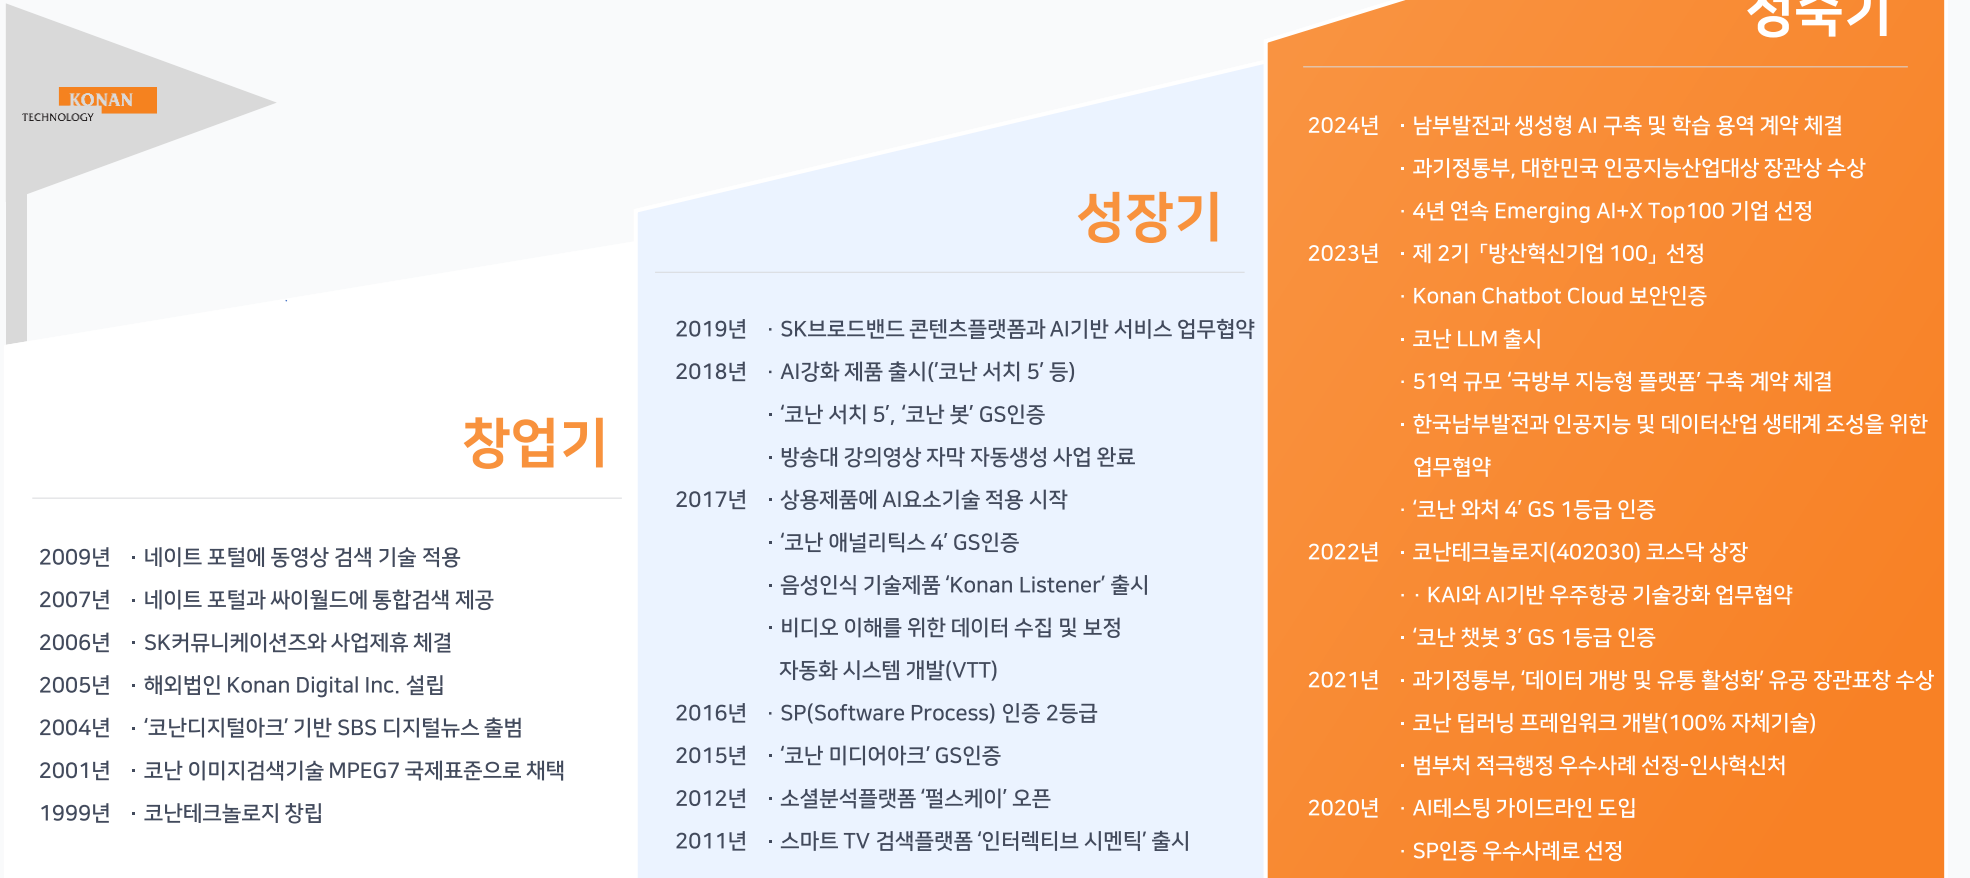 KONAN
TECHNOLOGY
창업기
2009년 · 네이트 포털에 동영상 검색 기술 적용
2007년 · 네이트 포털과 싸이월드에 통합검색 제공
2006년 · SK커뮤니케이션즈와 사업제휴 체결
2005년 · 해외법인 Konan Digital Inc. 설립
2004년 · ‘코난디지털아크’ 기반 SBS 디지털뉴스 출범
2001년 · 코난 이미지검색기술 MPEG7 국제표준으로 채택
1999년 · 코난테크놀로지 창립
성장기
2019년 · SK브로드밴드 콘텐츠플랫폼과 AI기반 서비스 업무협약
2018년 · AI강화 제품 출시(’코난 서치 5’ 등)
· ‘코난 서치 5’, ‘코난 봇’ GS인증
· 방송대 강의영상 자막 자동생성 사업 완료
2017년 · 상용제품에 AI요소기술 적용 시작
· ‘코난 애널리틱스 4’ GS인증
· 음성인식 기술제품 ‘Konan Listener’ 출시
· 비디오 이해를 위한 데이터 수집 및 보정
자동화 시스템 개발(VTT)
2016년 · SP(Software Process) 인증 2등급
2015년 · ‘코난 미디어아크’ GS인증
2012년 · 소셜분석플랫폼 ‘펄스케이’ 오픈
2011년 · 스마트 TV 검색플랫폼 ‘인터렉티브 시멘틱’ 출시
성숙기
2024년 · 남부발전과 생성형 AI 구축 및 학습 용역 계약 체결
· 과기정통부, 대한민국 인공지능산업대상 장관상 수상
· 4년 연속 Emerging AI+X Top100 기업 선정
2023년 · 제 2기 「방산혁신기업 100」 선정
· Konan Chatbot Cloud 보안인증
· 코난 LLM 출시
· 51억 규모 ‘국방부 지능형 플랫폼’ 구축 계약 체결
· 한국남부발전과 인공지능 및 데이터산업 생태계 조성을 위한
업무협약
· ‘코난 와처 4’ GS 1등급 인증
2022년 · 코난테크놀로지(402030) 코스닥 상장
· · KAI와 AI기반 우주항공 기술강화 업무협약
· ‘코난 챗봇 3’ GS 1등급 인증
2021년 · 과기정통부, ‘데이터 개방 및 유통 활성화’ 유공 장관표창 수상
· 코난 딥러닝 프레임워크 개발(100% 자체기술)
· 범부처 적극행정 우수사례 선정-인사혁신처
2020년 · AI테스팅 가이드라인 도입
· SP인증 우수사례로 선정